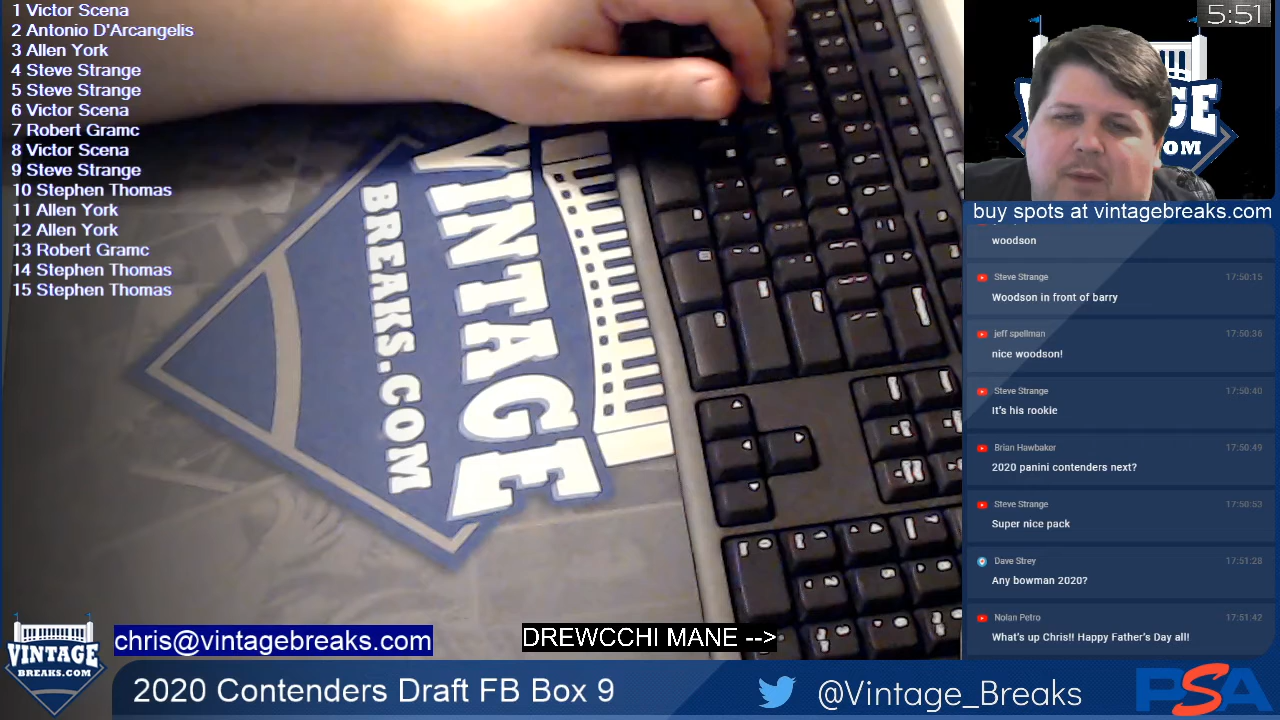 1 Victor Scena
2 Antonio D'Arcangelis
3 Allen York
4 Steve Strange
5 Steve Strange
6 Victor Scena
7 Robert Gramc
8 Victor Scena
9 Steve Strange
10 Stephen Thomas
11 Allen York
12 Allen York
13 Robert Gramc
14 Stephen Thomas
15 Stephen Thomas
VINTAGE
BREAKS.COM
5:51
buy spots at vintagebreaks.com
woodson
Steve Strange 17:50:15
Woodson in front of barry
jeff spellman 17:50:36
nice woodson!
Steve Strange 17:50:40
It's his rookie
Brian Hawbaker 17:50:49
2020 panini contenders next?
Steve Strange 17:50:53
Super nice pack
Dave Strey 17:51:28
Any bowman 2020?
Nolan Petro 17:51:42
What's up Chris!! Happy Father's Day all!
VINTAGE
BREAKS.COM
chris@vintagebreaks.com
DREWCCHI MANE -->
2020 Contenders Draft FB Box 9
@Vintage_Breaks
PSA